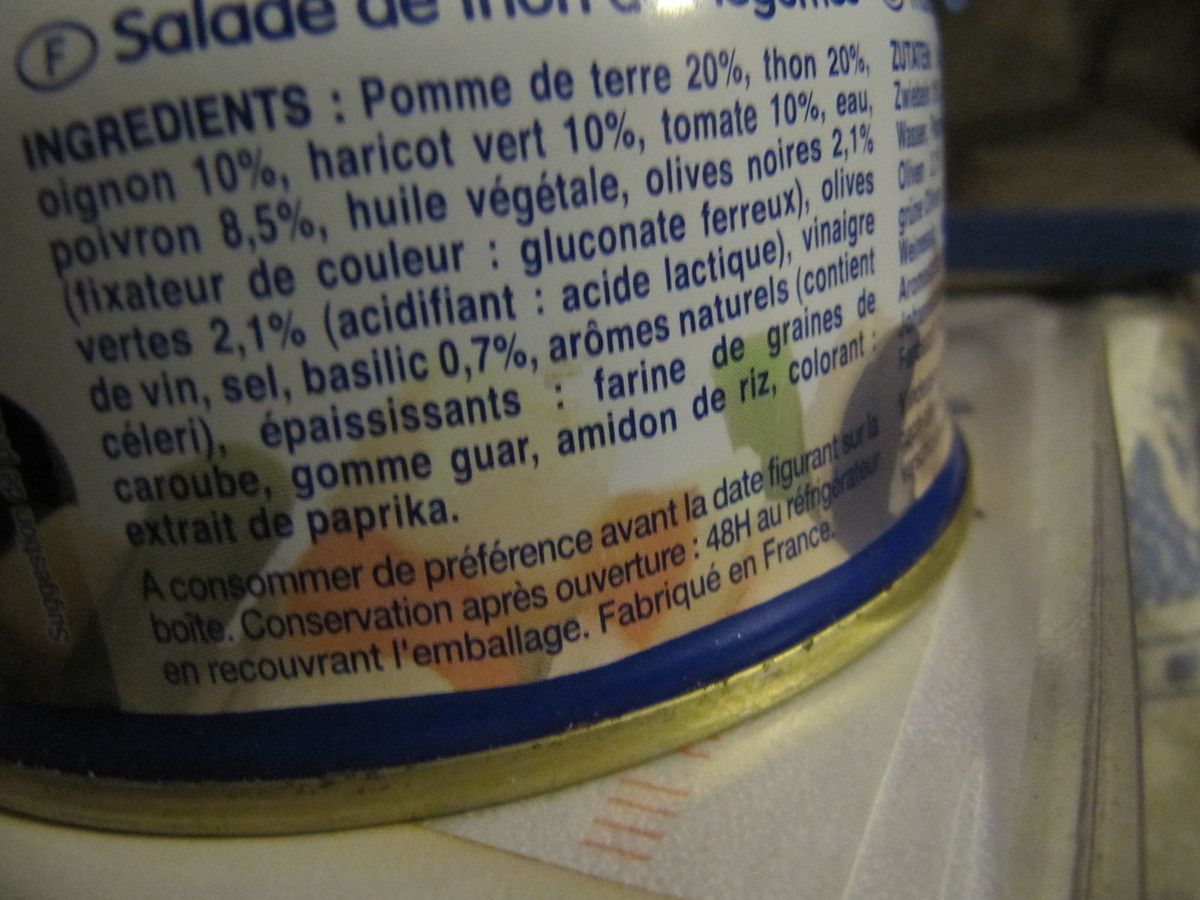 F Salade de
INGREDIENTS : Pomme de terre 20%, thon 20%,
oignon 10%, haricot vert 10%, tomate 10%, eau,
poivron 8,5%, huile végétale, olives noires 2,1%
(fixateur de couleur : gluconate ferreux), olives
vertes 2,1% (acidifiant : acide lactique), vinaigre
de vin, sel, basilic 0,7%, arômes naturels (contient
céleri), épaississants : farine de graines de
caroube, gomme guar, amidon de riz, colorant :
extrait de paprika.
A consommer de préférence avant la date figurant sur la
boîte. Conservation après ouverture : 48H au réfrigérateur
en recouvrant l'emballage. Fabriqué en France.
ZUTATEN